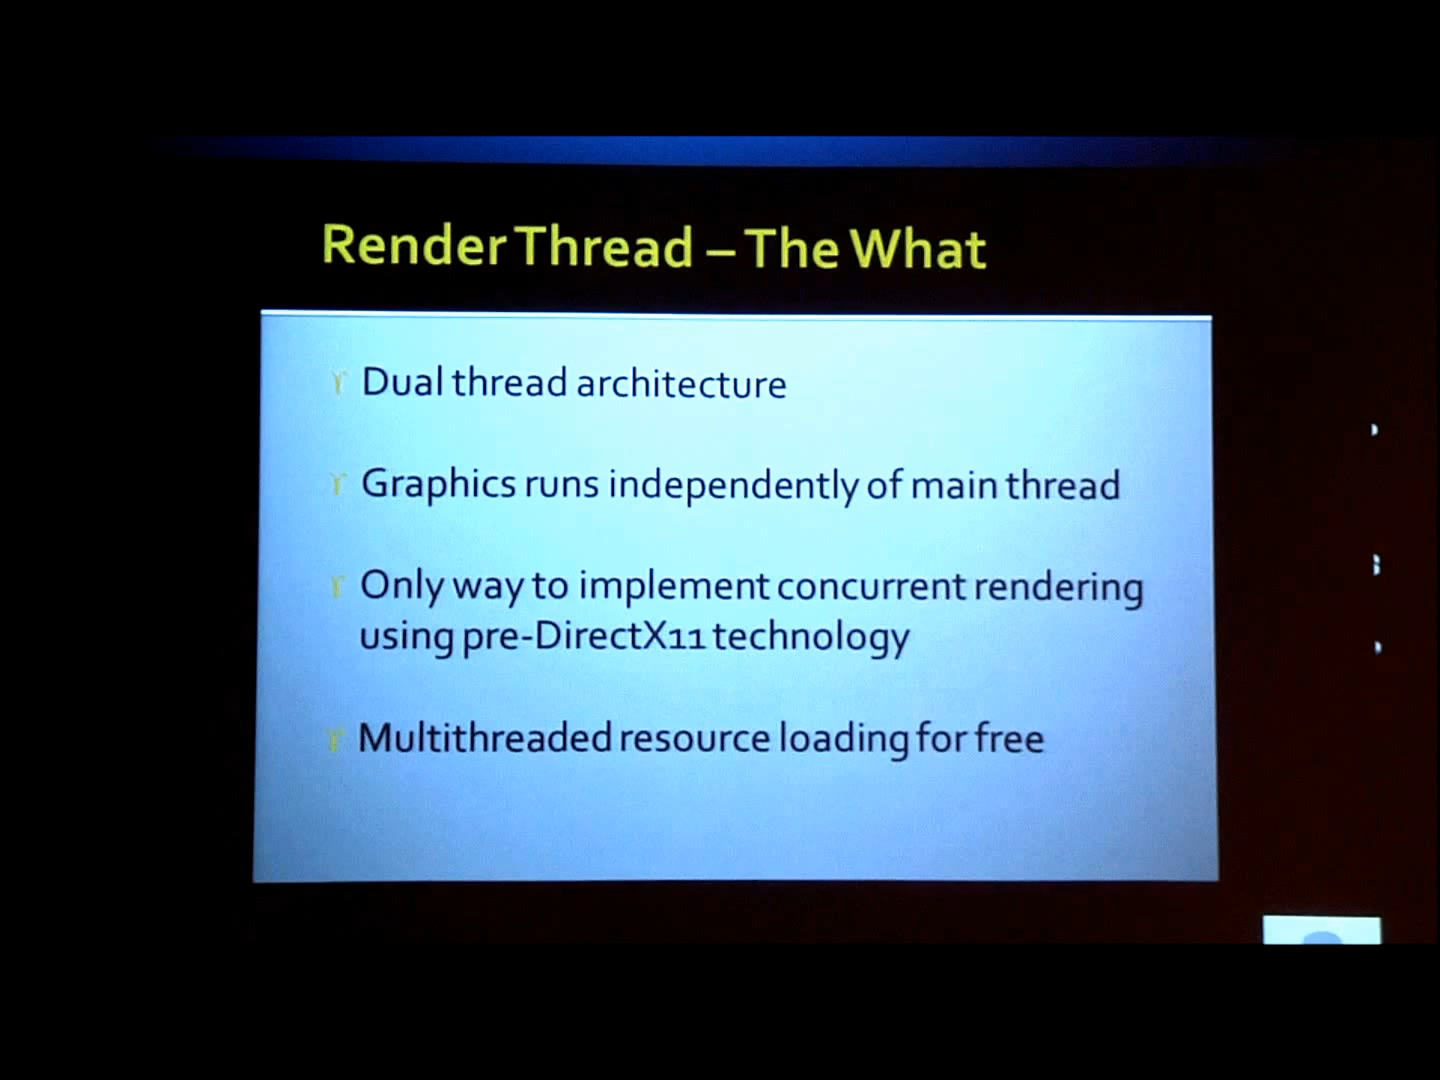 Render Thread – The What
Dual thread architecture
Graphics runs independently of main thread
Only way to implement concurrent rendering
using pre-DirectX11 technology
Multithreaded resource loading for free